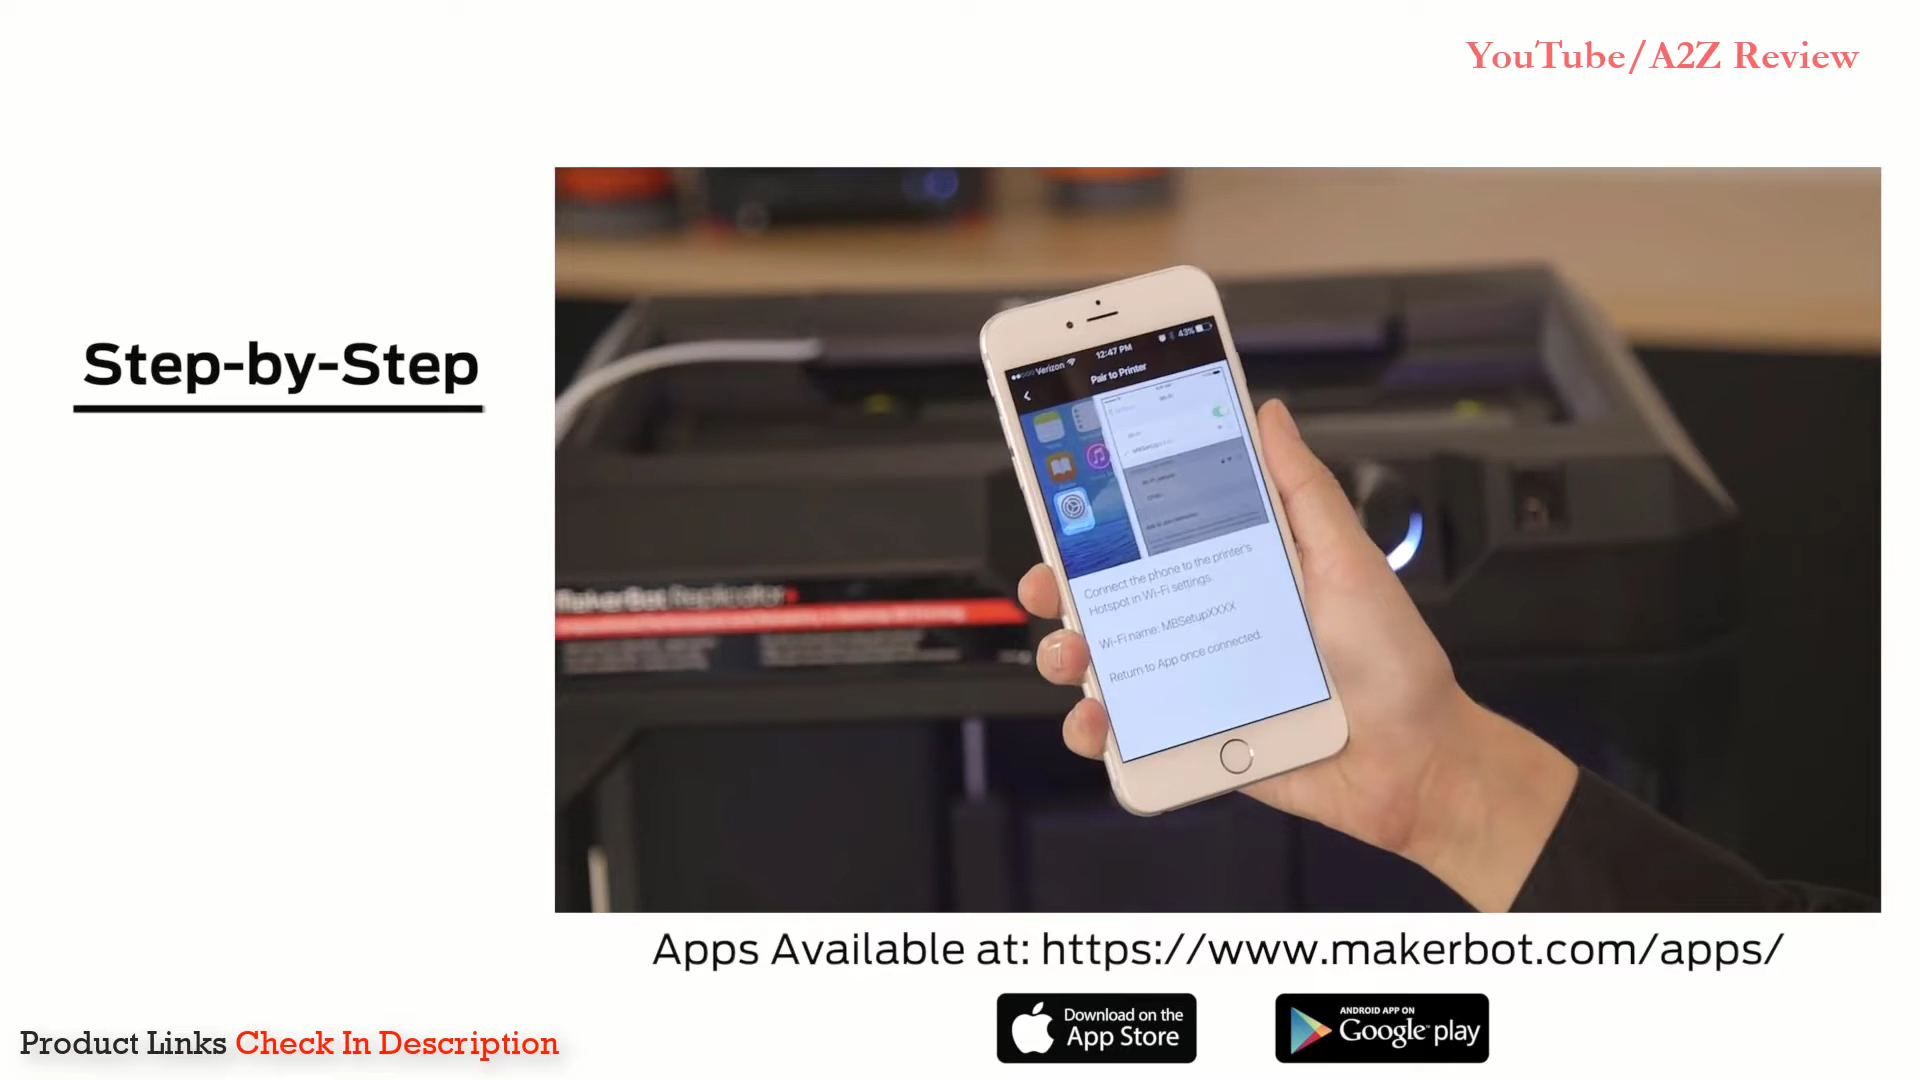 YouTube/A2Z Review
Step-by-Step
Verizon
12:47 PM
43%
Pair to Printer
Connect the phone to the printer's
Hotspot in Wi-Fi settings.
Wi-Fi name: MBSetupXXXX
Return to App once connected.
MakerBot Replicator+
Apps Available at: https://www.makerbot.com/apps/
Download on the
App Store
ANDROID APP ON
Google play
Product Links Check In Description